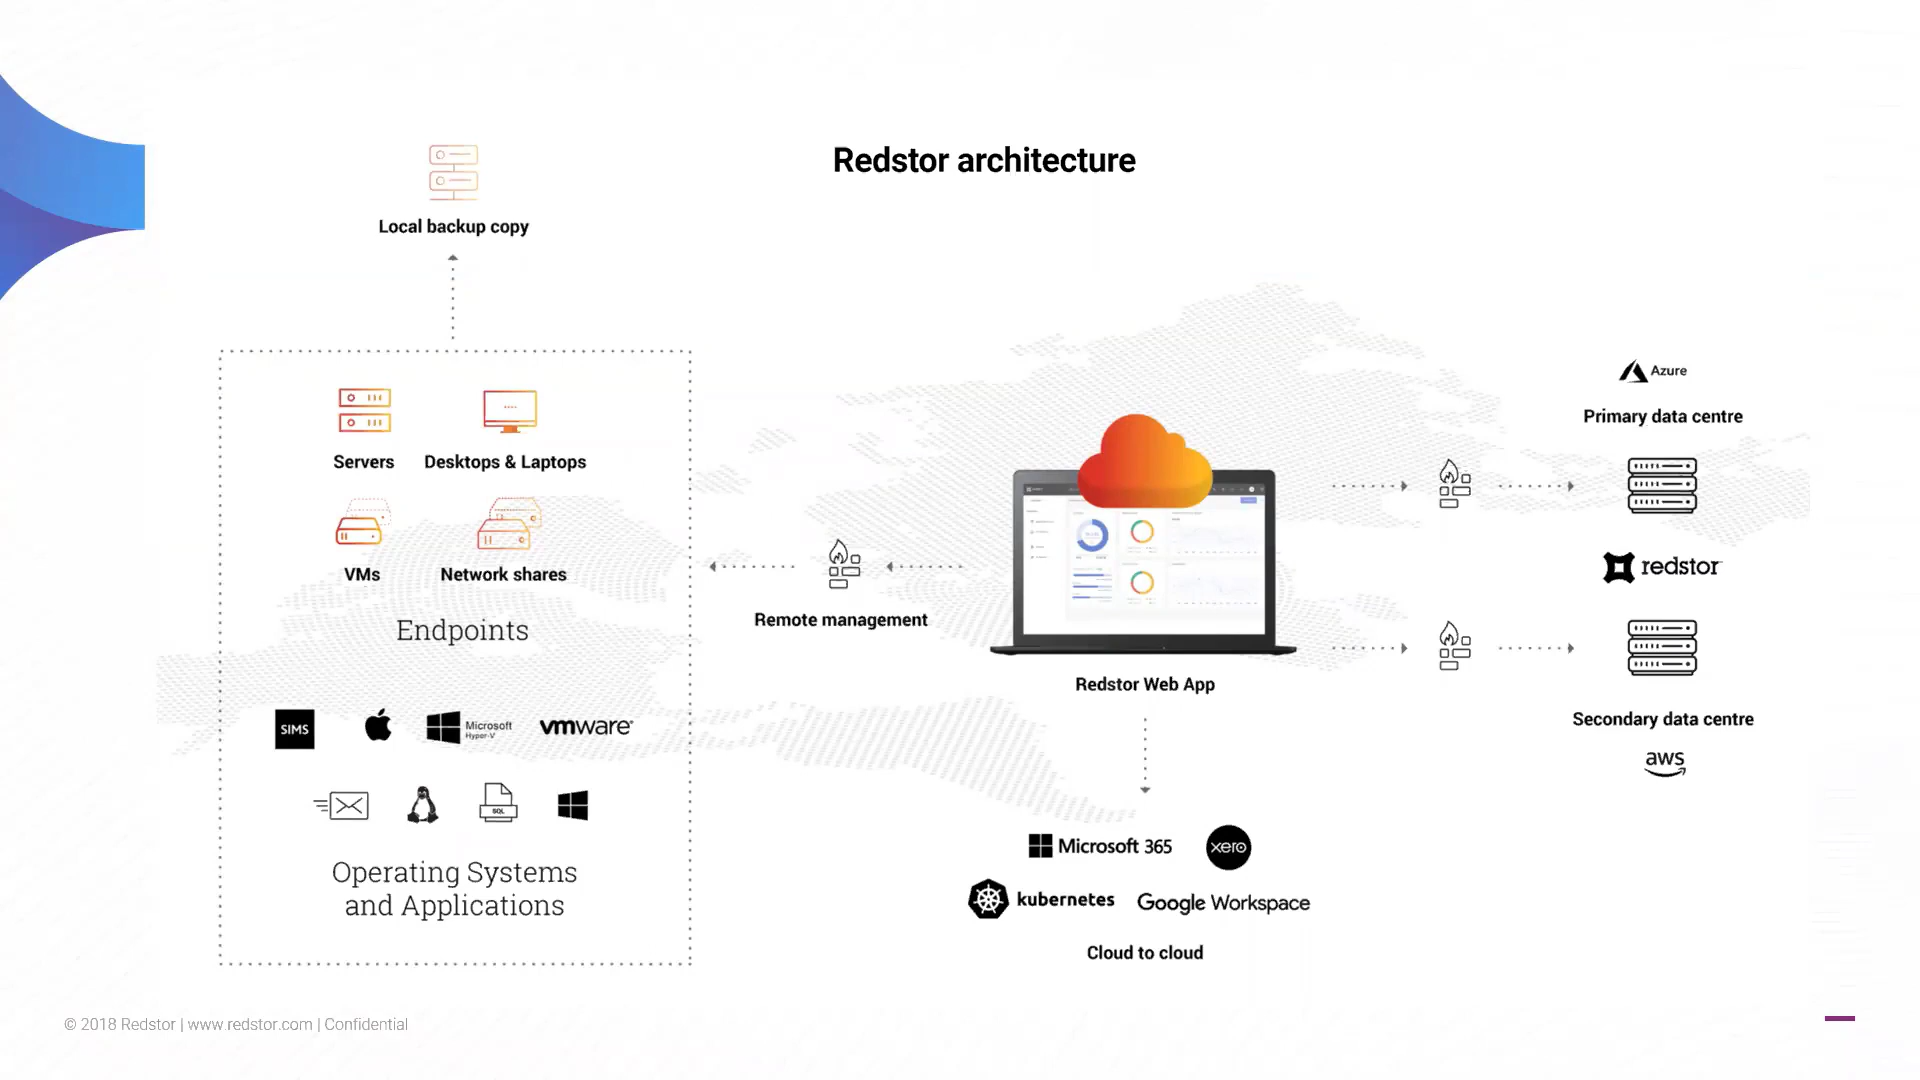 Redstor architecture
Local backup copy
Servers
Desktops & Laptops
VMs
Network shares
Endpoints
SIMS
Microsoft
Hyper-V
vmware®
SQL
Operating Systems
and Applications
Remote management
Redstor Web App
Microsoft 365
xero
kubernetes
Google Workspace
Cloud to cloud
Azure
Primary data centre
redstor
Secondary data centre
aws
© 2018 Redstor | www.redstor.com | Confidential